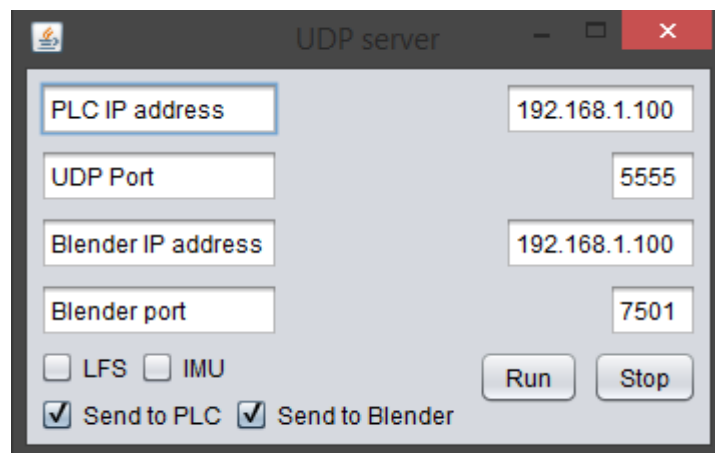 UDP server
PLC IP address 192.168.1.100
UDP Port 5555
Blender IP address 192.168.1.100
Blender port 7501
LFS IMU Run Stop
Send to PLC Send to Blender